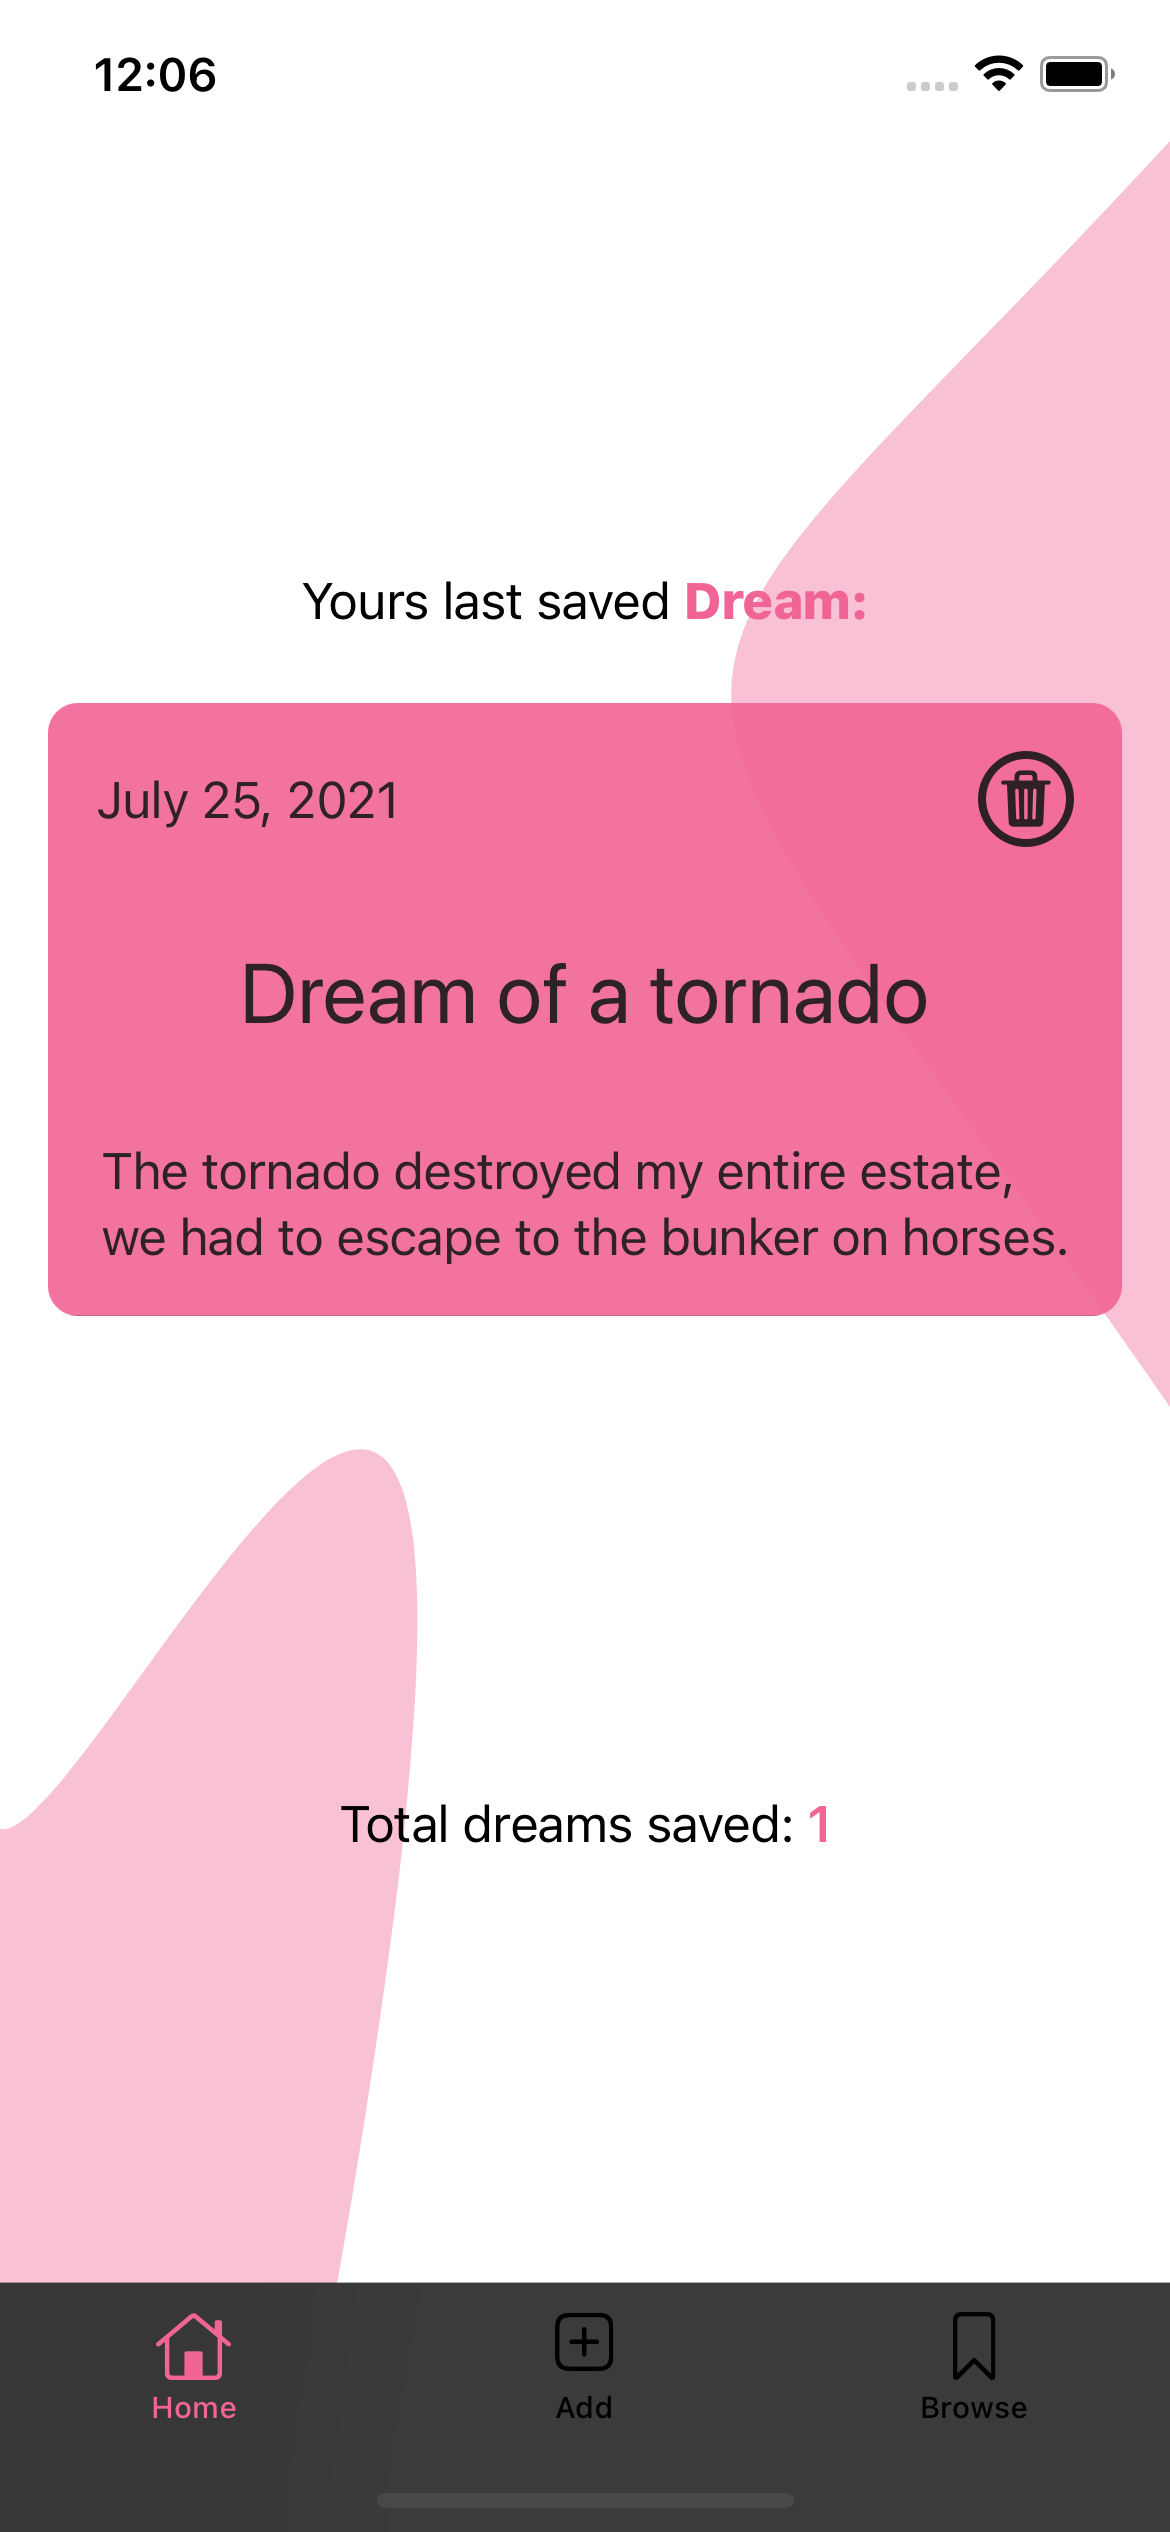 12:06
Yours last saved Dream:
July 25, 2021
Dream of a tornado
The tornado destroyed my entire estate,
we had to escape to the bunker on horses.
Total dreams saved: 1
Home
Add
Browse